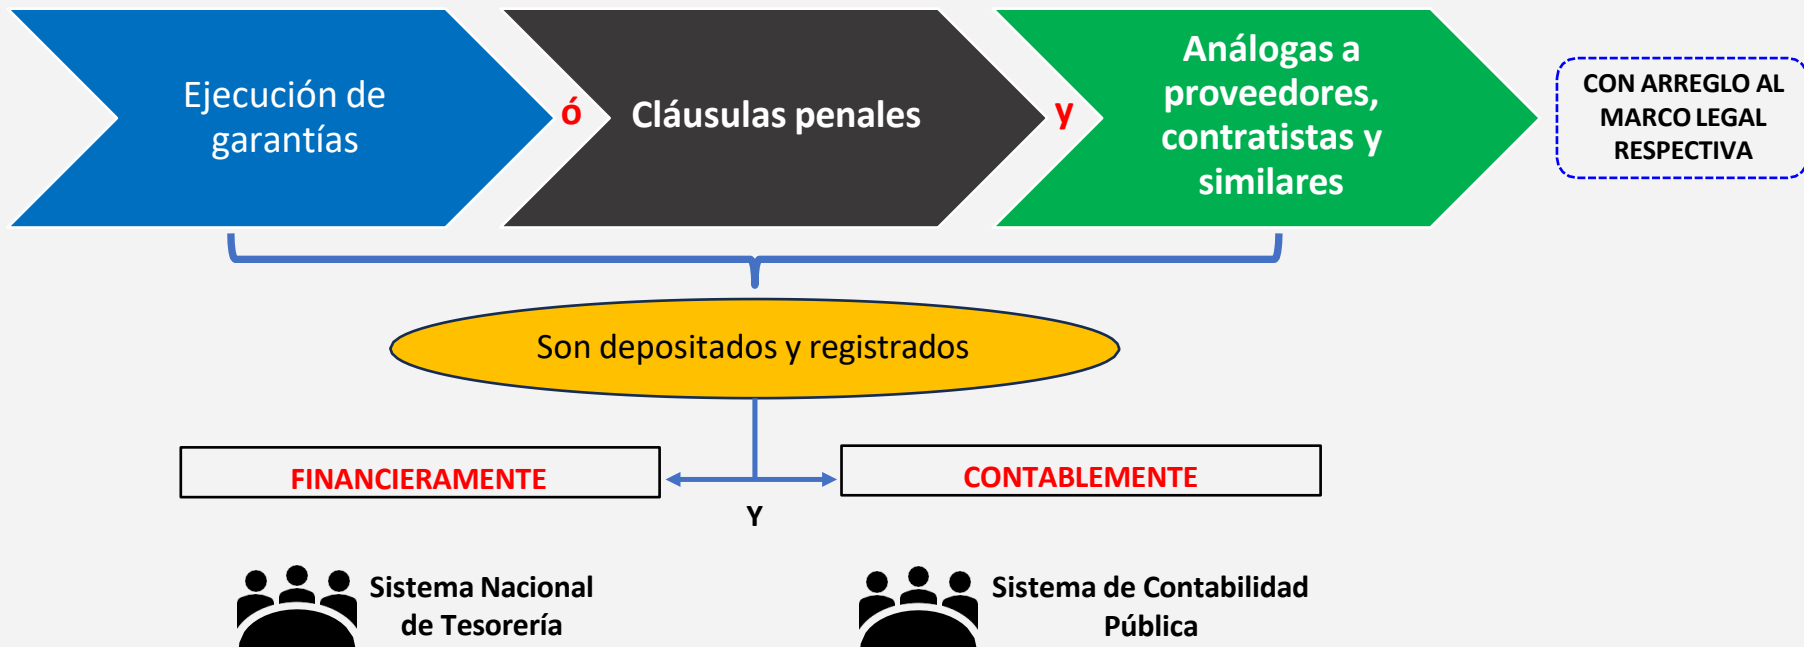 Ejecución de
garantías
ó
Cláusulas penales
y
Análogas a
proveedores,
contratistas y
similares
CON ARREGLO AL
MARCO LEGAL
RESPECTIVA
Son depositados y registrados
FINANCIERAMENTE
CONTABLEMENTE
Y
Sistema Nacional
de Tesorería
Sistema de Contabilidad
Pública